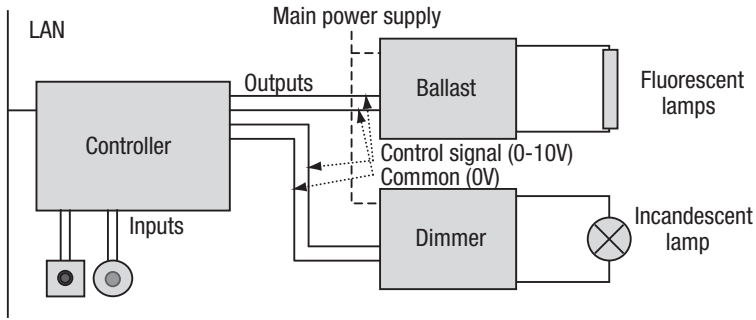 LAN
Main power supply
Outputs
Ballast
Fluorescent
lamps
Controller
Control signal (0-10V)
Common (0V)
Inputs
Dimmer
Incandescent
lamp